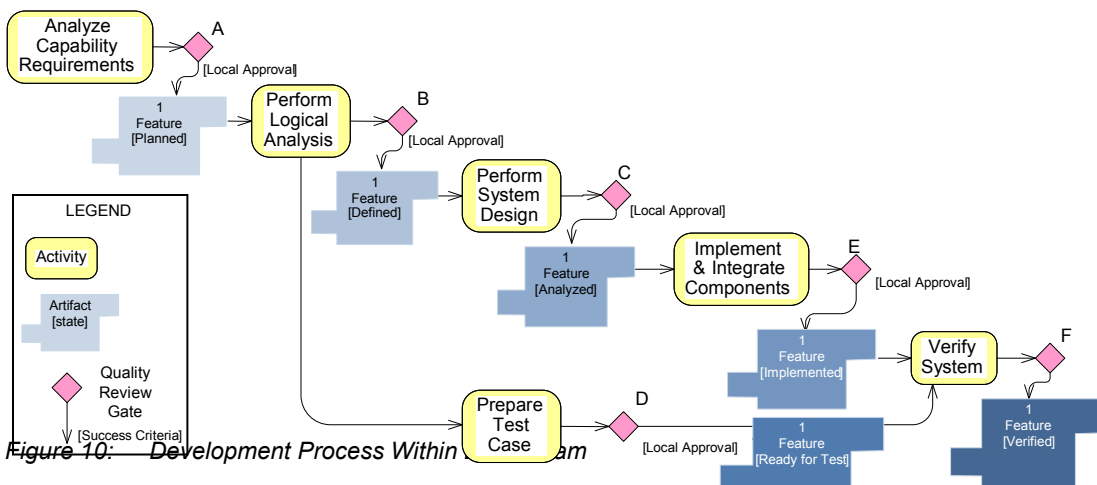 Analyze
Capability
Requirements
A
[Local Approval]
1
Feature
[Planned]
Perform
Logical
Analysis
B
[Local Approval]
1
Feature
[Defined]
Perform
System
Design
C
[Local Approval]
1
Feature
[Analyzed]
Implement
& Integrate
Components
E
[Local Approval]
1
Feature
[Implemented]
Verify
System
F
1
Feature
[Verified]
Prepare
Test
Case
D
[Local Approval]
1
Feature
[Ready for Test]
LEGEND
Activity
Artifact
[state]
Quality
Review
Gate
[Success Criteria]
Figure 10: Development Process Within